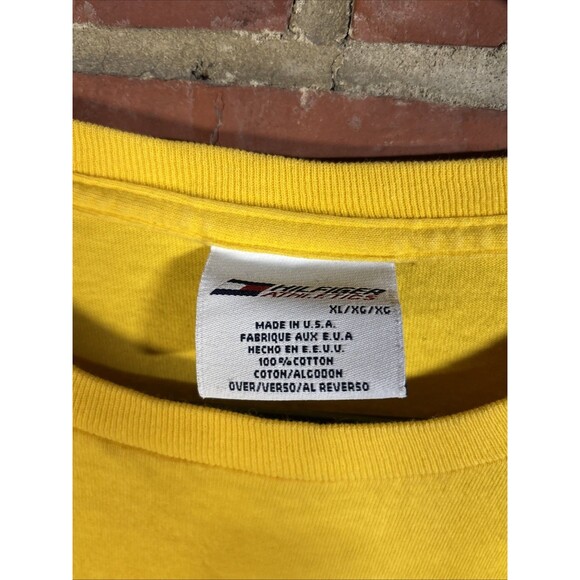 HILFIGER
ATHLETICS
XL/XG/XG
MADE IN U.S.A.
FABRIQUE AUX E.U.A
HECHO EN E.E.U.U.
100% COTTON
COTON/ALGODON
OVER/VERSO/AL REVERSO